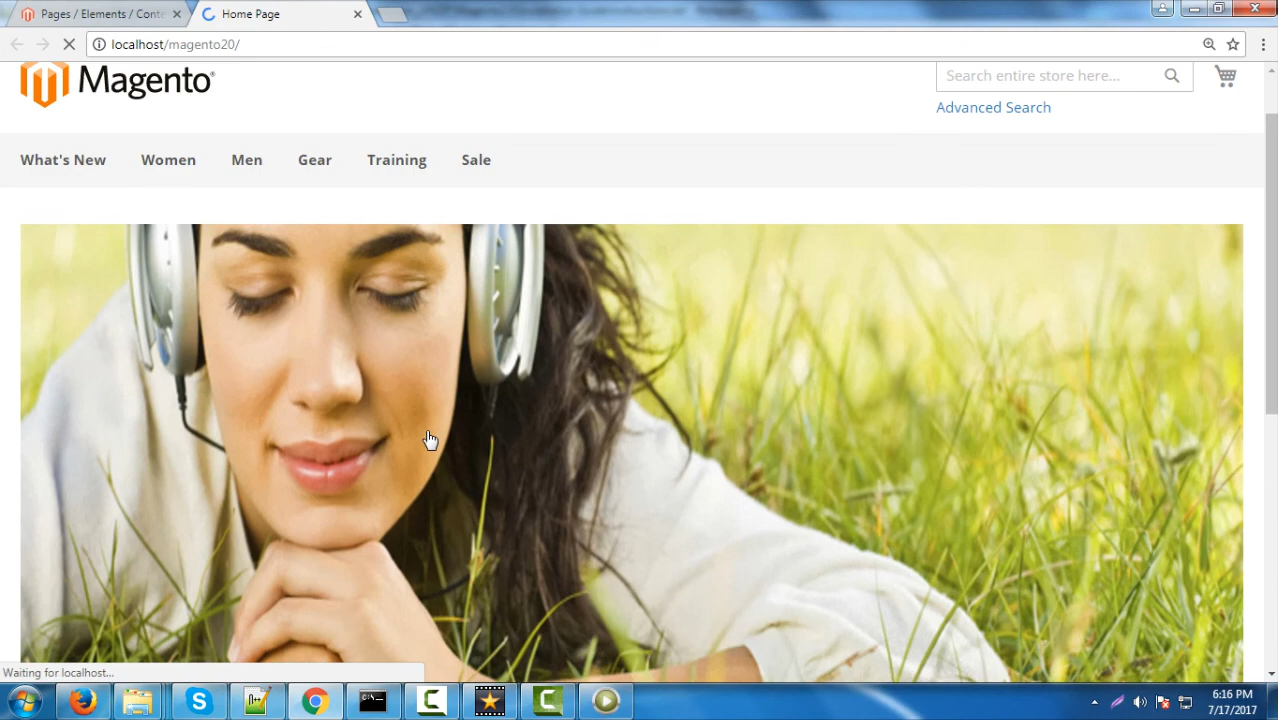 Pages / Elements / Conte
Home Page
localhost/magento20/
Magento
Search entire store here...
Advanced Search
What's New Women Men Gear Training Sale
Waiting for localhost...
6:16 PM
7/17/2017